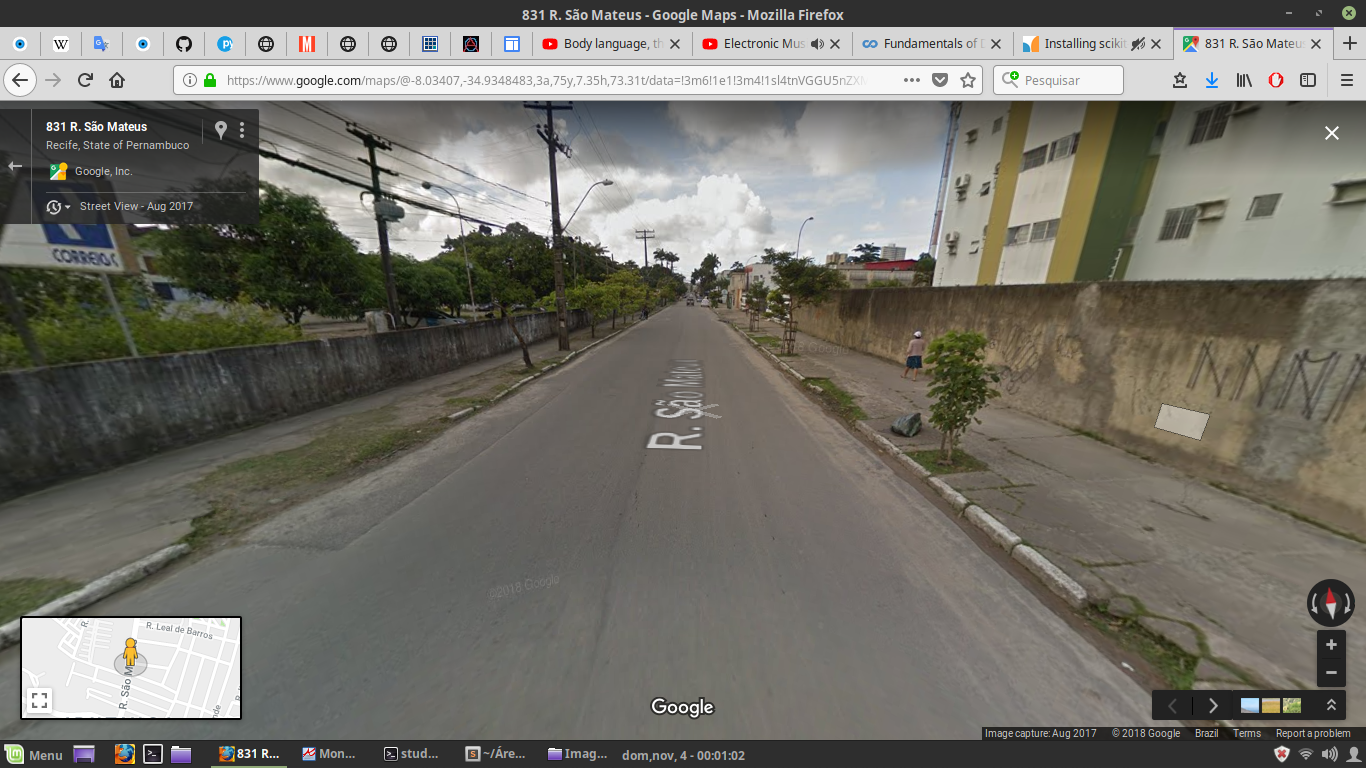 831 R. São Mateus - Google Maps - Mozilla Firefox
Body language, th
Electronic Mus
Fundamentals of D
Installing scikit
831 R. São Mateus
https://www.google.com/maps/@-8.03407,-34.9348483,3a,75y,7.35h,73.31t/data=!3m6!1e1!3m4!1sl4tnVGGU5nZX
Pesquisar
831 R. São Mateus
Recife, State of Pernambuco
Google, Inc.
Street View - Aug 2017
CORREIOS
R. São Mateus
© 2018 Google
©2018 Google
R. Leal de Barros
R. São M
Google
Image capture: Aug 2017 © 2018 Google Brazil Terms Report a problem
Menu
831 R...
Mon...
stud...
~/Áre...
Imag...
dom,nov, 4 - 00:01:02